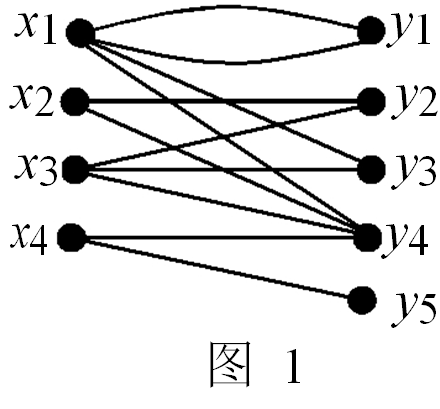 x1 y1
x2 y2
x3 y3
x4 y4
y5
图 1